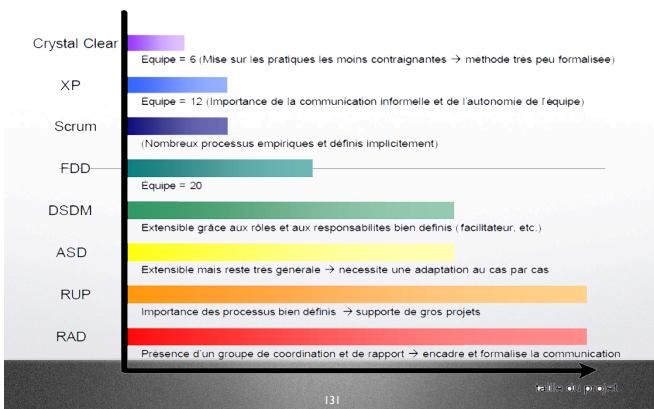 Crystal Clear
Equipe = 6 (Mise sur les pratiques les moins contraignantes → methode tres peu formalisée)
XP
Equipe = 12 (Importance de la communication informelle et de l'autonomie de l'équipe)
Scrum
(Nombreux processus empiriques et définis implicitement)
FDD
Equipe = 20
DSDM
Extensible grâce aux rôles et aux responsabilites bien définis (facilitateur, etc.)
ASD
Extensible mais reste très generale → necessite une adaptation au cas par cas
RUP
Importance des processus bien définis → supporte de gros projets
RAD
Présence d'un groupe de coordination et de rapport → encadre et formalise la communication
taille du projet
131